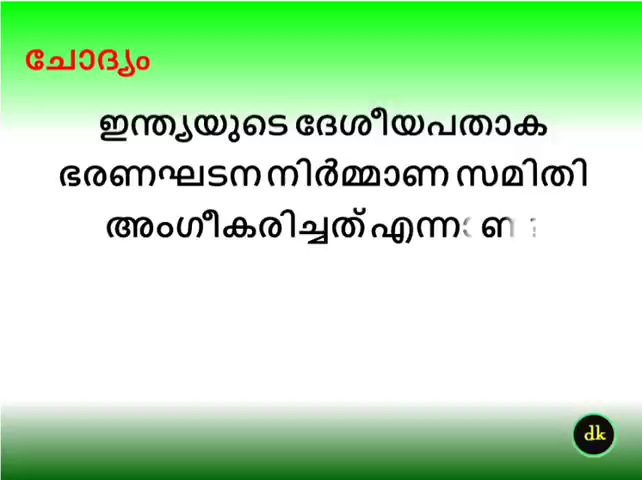 ചോദ്യം
ഇന്ത്യയുടെ ദേശീയപതാക
ഭരണഘടന നിർമ്മാണ സമിതി
അംഗീകരിച്ചത് എന്നാണ് ?
dk